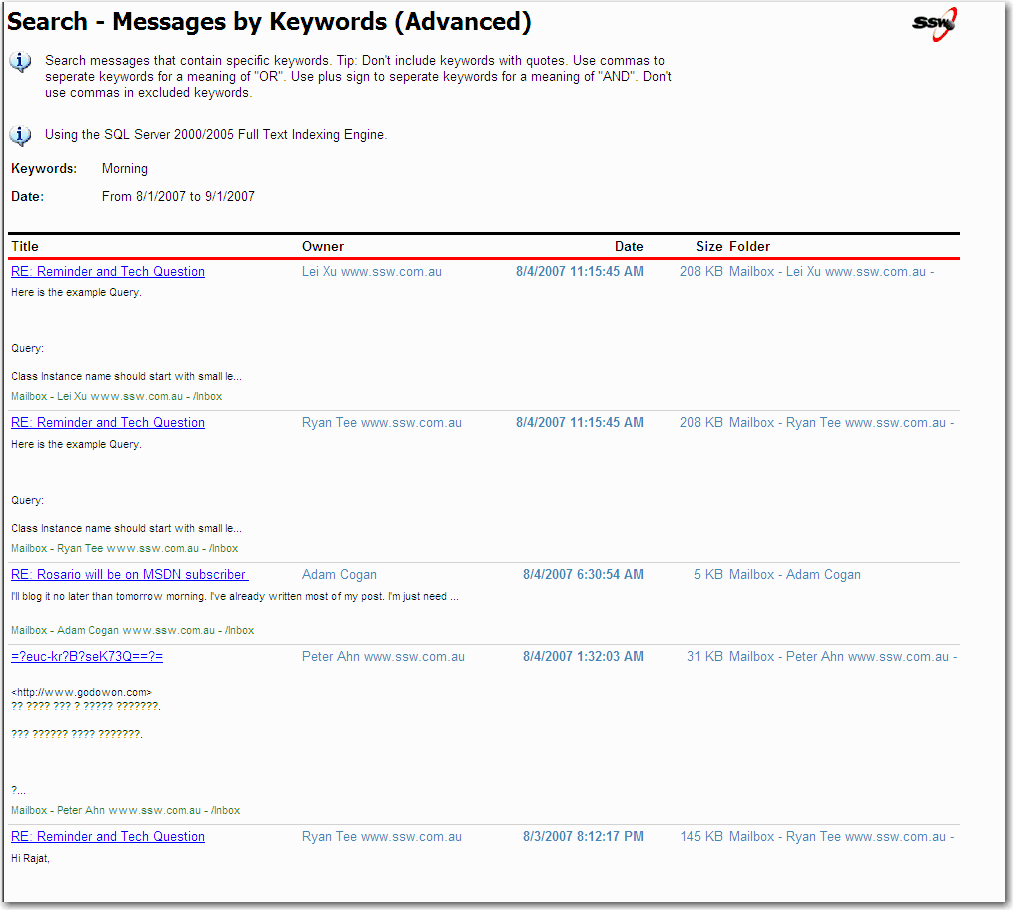 Search - Messages by Keywords (Advanced)
SSW
Search messages that contain specific keywords. Tip: Don't include keywords with quotes. Use commas to
seperate keywords for a meaning of "OR". Use plus sign to seperate keywords for a meaning of "AND". Don't
use commas in excluded keywords.
Using the SQL Server 2000/2005 Full Text Indexing Engine.
Keywords: Morning
Date: From 8/1/2007 to 9/1/2007
Title Owner Date Size Folder
RE: Reminder and Tech Question Lei Xu www.ssw.com.au 8/4/2007 11:15:45 AM 208 KB Mailbox - Lei Xu www.ssw.com.au -
Here is the example Query.
Query:
Class Instance name should start with small le...
Mailbox - Lei Xu www.ssw.com.au - /Inbox
RE: Reminder and Tech Question Ryan Tee www.ssw.com.au 8/4/2007 11:15:45 AM 208 KB Mailbox - Ryan Tee www.ssw.com.au -
Here is the example Query.
Query:
Class Instance name should start with small le...
Mailbox - Ryan Tee www.ssw.com.au - /Inbox
RE: Rosario will be on MSDN subscriber Adam Cogan 8/4/2007 6:30:54 AM 5 KB Mailbox - Adam Cogan
I'll blog it no later than tomorrow morning. I've already written most of my post. I'm just need ...
Mailbox - Adam Cogan www.ssw.com.au - /Inbox
=?euc-kr?B?seK73Q==?= Peter Ahn www.ssw.com.au 8/4/2007 1:32:03 AM 31 KB Mailbox - Peter Ahn www.ssw.com.au -
<http://www.godowon.com>
?? ???? ??? ? ????? ???????.
??? ?????? ???? ???????.
?...
Mailbox - Peter Ahn www.ssw.com.au - /Inbox
RE: Reminder and Tech Question Ryan Tee www.ssw.com.au 8/3/2007 8:12:17 PM 145 KB Mailbox - Ryan Tee www.ssw.com.au -
Hi Rajat,